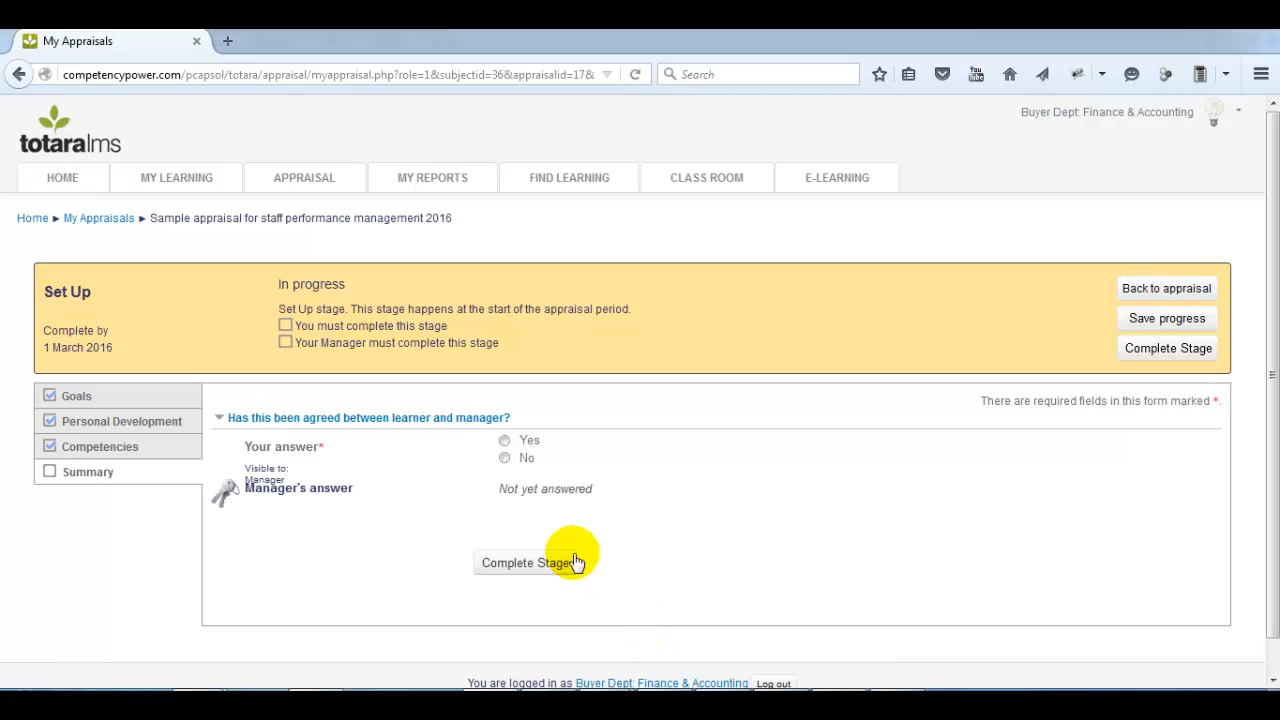 My Appraisals
competencypower.com/pcapsol/totara/appraisal/myappraisal.php?role=1&subjectid=36&appraisalid=17&
Search
You Tube
totaralms
Buyer Dept: Finance & Accounting
HOME
MY LEARNING
APPRAISAL
MY REPORTS
FIND LEARNING
CLASS ROOM
E-LEARNING
Home ► My Appraisals ► Sample appraisal for staff performance management 2016
Set Up
Complete by
1 March 2016
In progress
Set Up stage. This stage happens at the start of the appraisal period.
You must complete this stage
Your Manager must complete this stage
Back to appraisal
Save progress
Complete Stage
Goals
Personal Development
Competencies
Summary
There are required fields in this form marked *.
Has this been agreed between learner and manager?
Your answer*
Yes
No
Visible to:
Manager
Manager's answer
Not yet answered
Complete Stage
You are logged in as Buyer Dept: Finance & Accounting Log out